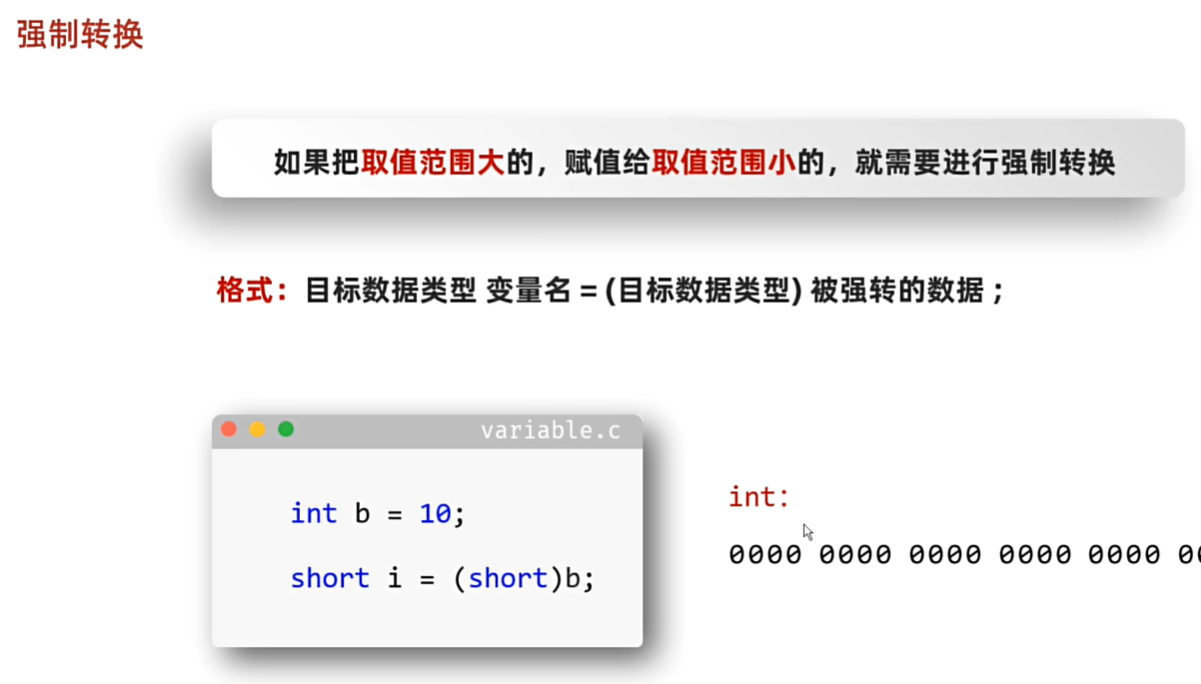 强制转换
如果把取值范围大的，赋值给取值范围小的，就需要进行强制转换
格式：目标数据类型 变量名 = (目标数据类型) 被强转的数据 ;
variable.c
int b = 10;
short i = (short)b;
int:
0000 0000 0000 0000 0000